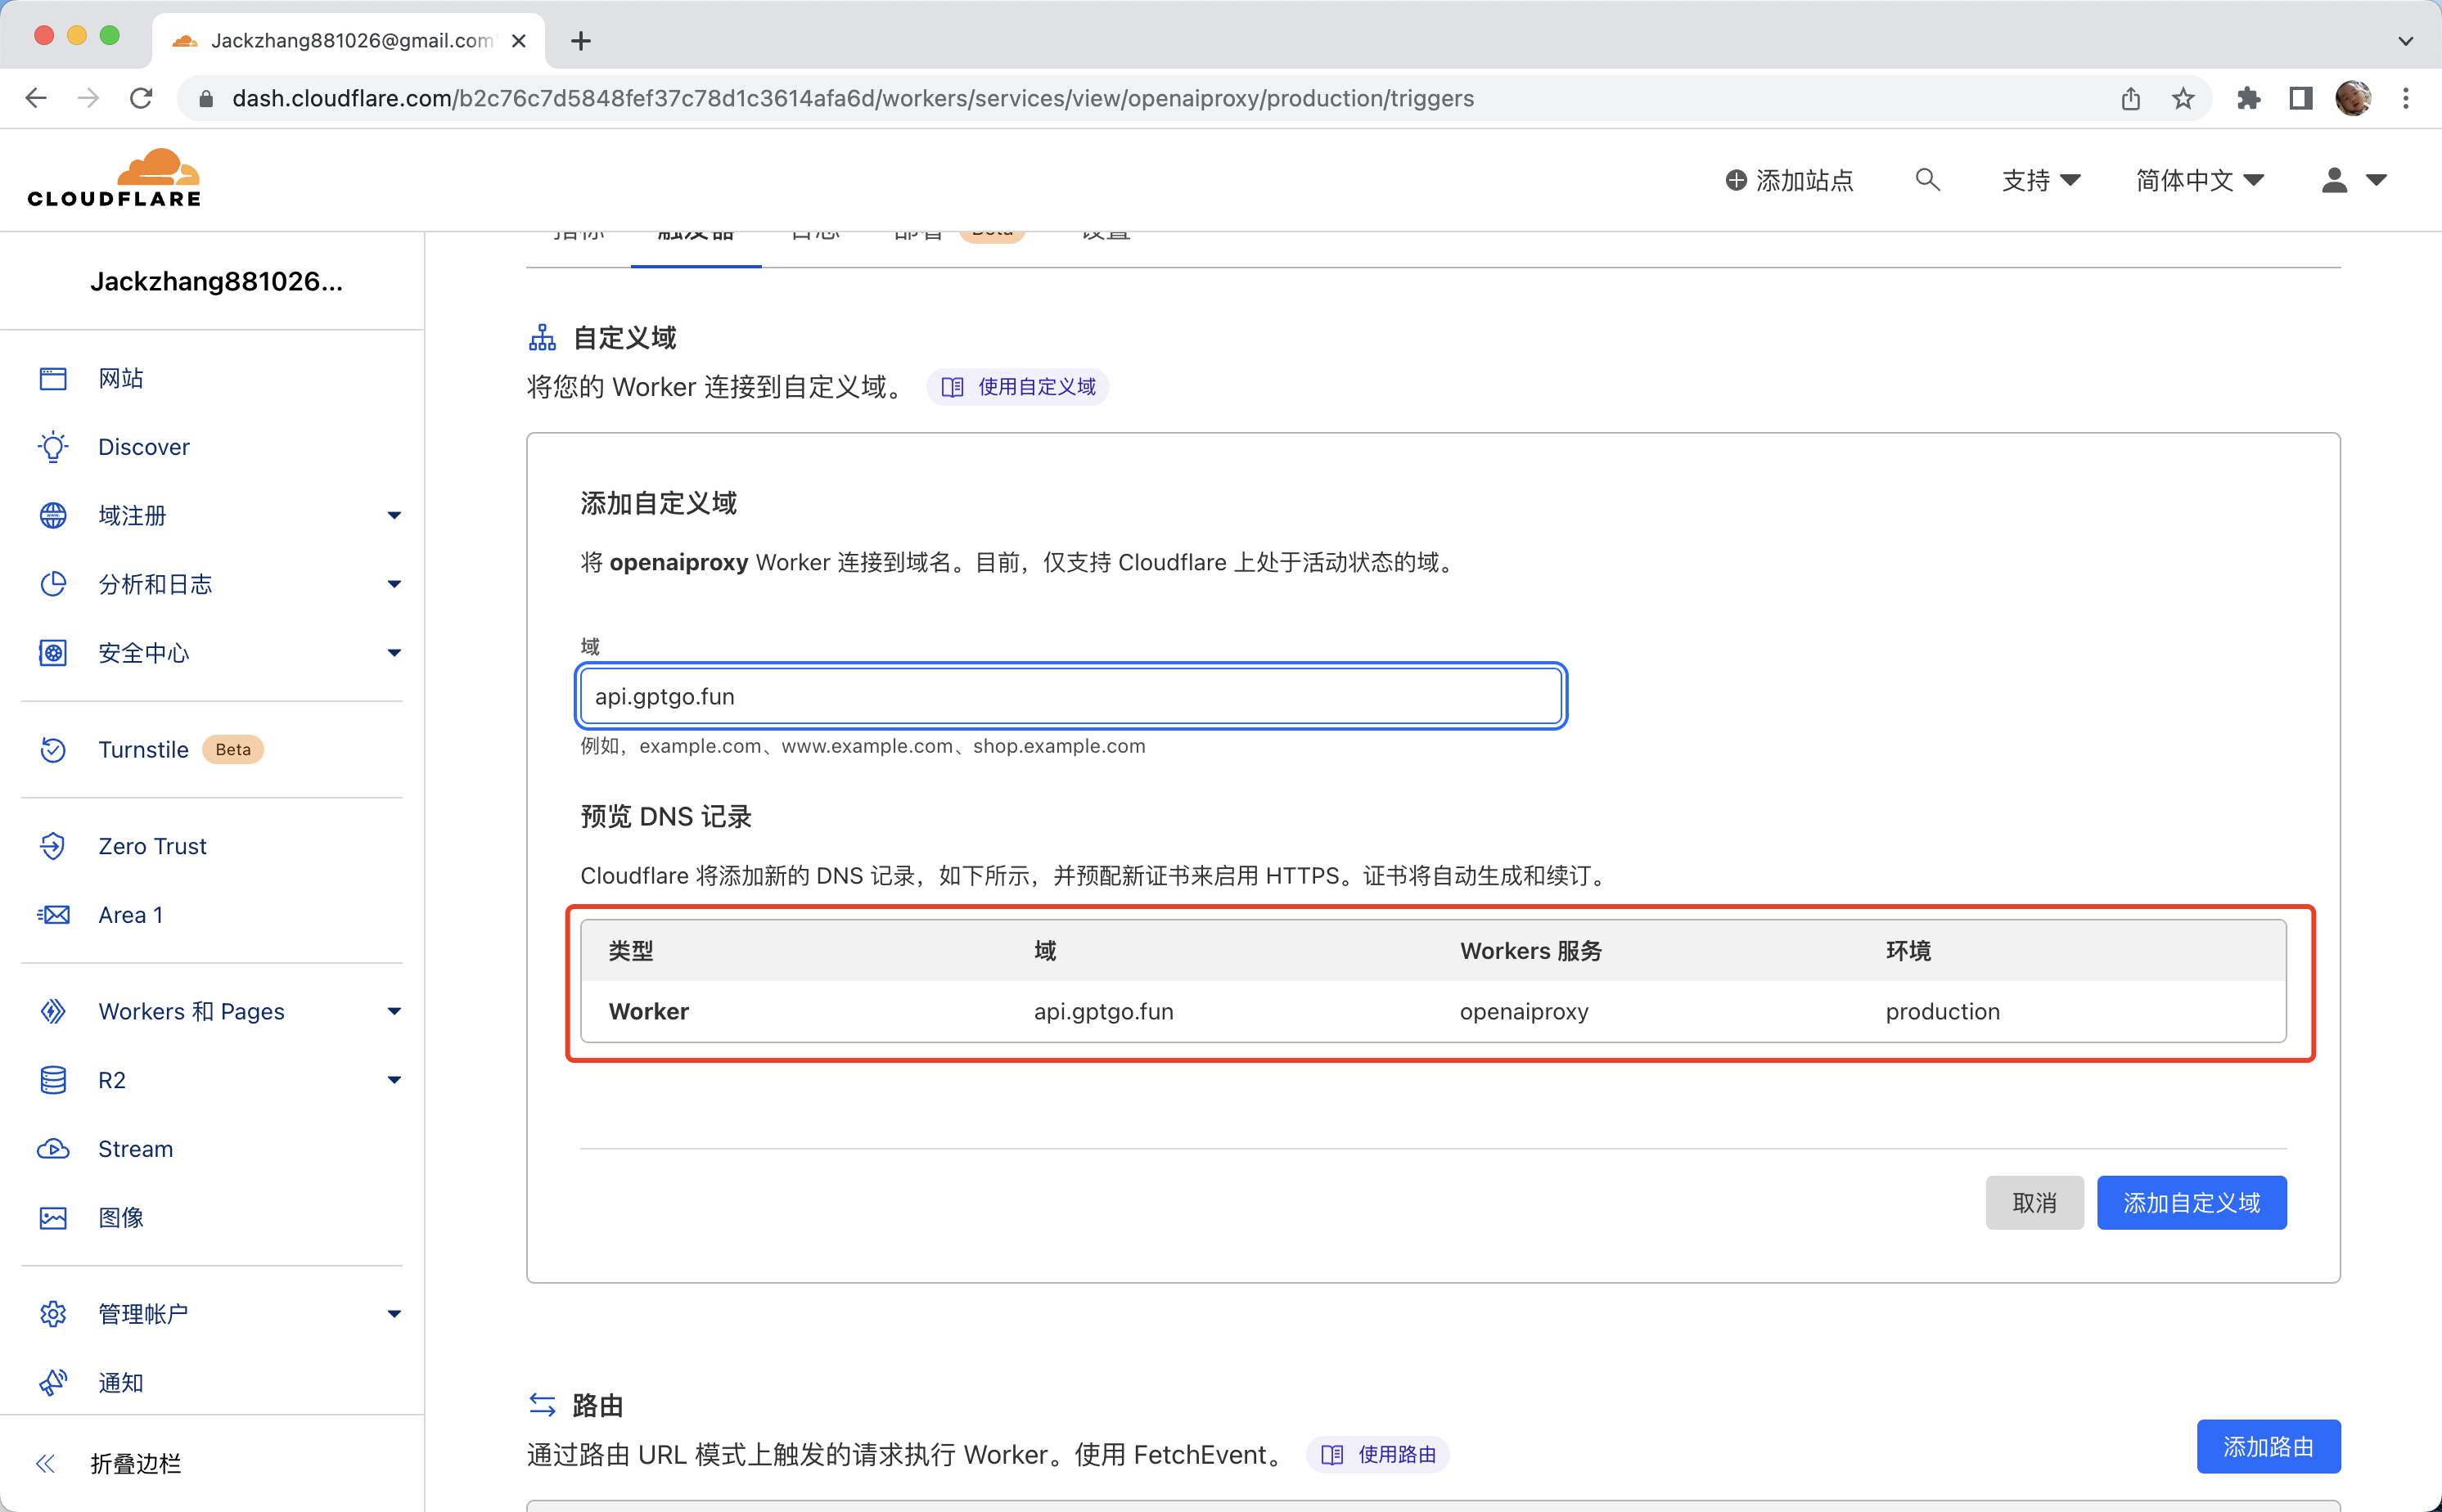 Jackzhang881026@gmail.com'
dash.cloudflare.com/b2c76c7d5848fef37c78d1c3614afa6d/workers/services/view/openaiproxy/production/triggers
CLOUDFLARE
添加站点
支持
简体中文
Jackzhang881026...
网站
Discover
域注册
分析和日志
安全中心
Turnstile Beta
Zero Trust
Area 1
Workers 和 Pages
R2
Stream
图像
管理帐户
通知
折叠边栏
指标 触发器 日志 部署 Beta 设置
自定义域
将您的 Worker 连接到自定义域。 使用自定义域
添加自定义域
将 openaiproxy Worker 连接到域名。目前，仅支持 Cloudflare 上处于活动状态的域。
域
api.gptgo.fun
例如，example.com、www.example.com、shop.example.com
预览 DNS 记录
Cloudflare 将添加新的 DNS 记录，如下所示，并预配新证书来启用 HTTPS。证书将自动生成和续订。
类型 域 Workers 服务 环境
Worker api.gptgo.fun openaiproxy production
取消 添加自定义域
路由
通过路由 URL 模式上触发的请求执行 Worker。使用 FetchEvent。 使用路由
添加路由